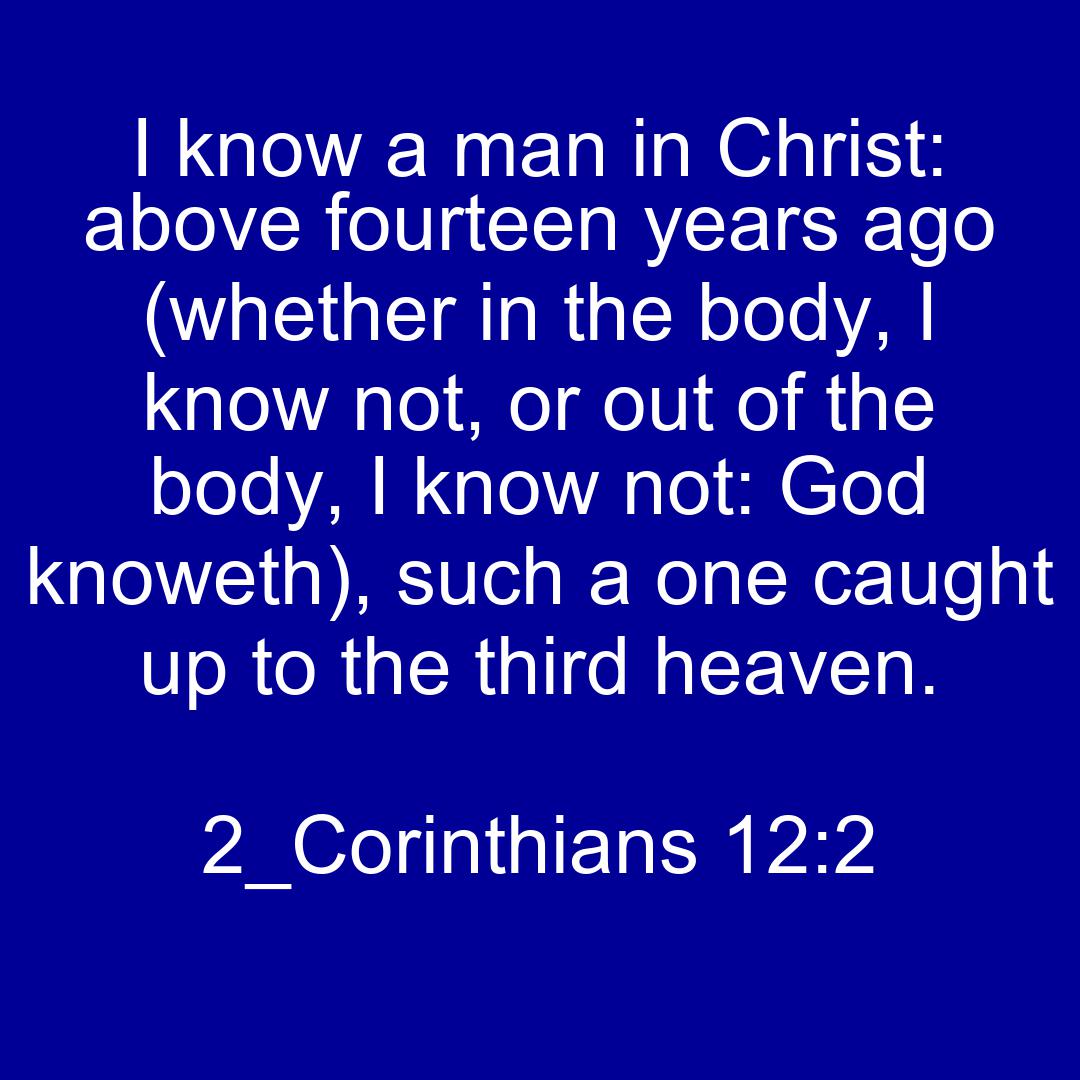 I know a man in Christ:
above fourteen years ago
(whether in the body, I
know not, or out of the
body, I know not: God
knoweth), such a one caught
up to the third heaven.
2_Corinthians 12:2